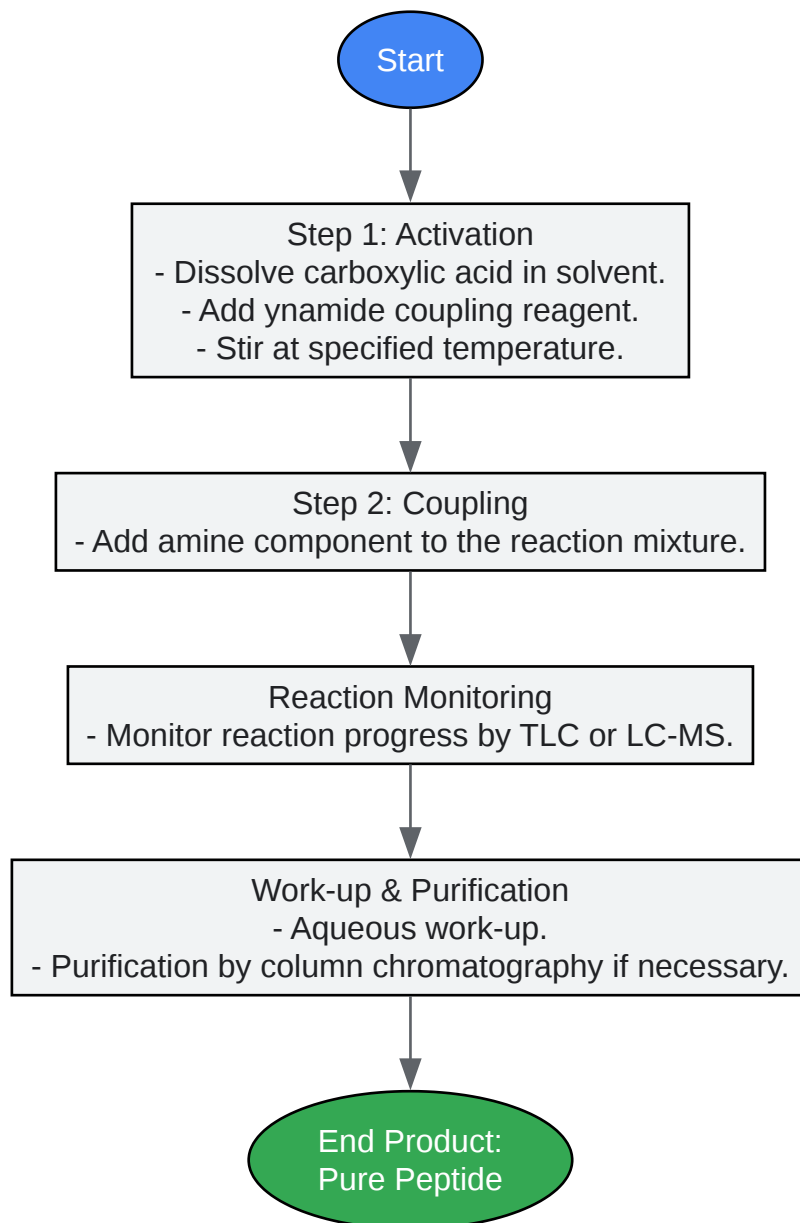 Start
Step 1: Activation
- Dissolve carboxylic acid in solvent.
- Add ynamide coupling reagent.
- Stir at specified temperature.
Step 2: Coupling
- Add amine component to the reaction mixture.
Reaction Monitoring
- Monitor reaction progress by TLC or LC-MS.
Work-up & Purification
- Aqueous work-up.
- Purification by column chromatography if necessary.
End Product:
Pure Peptide